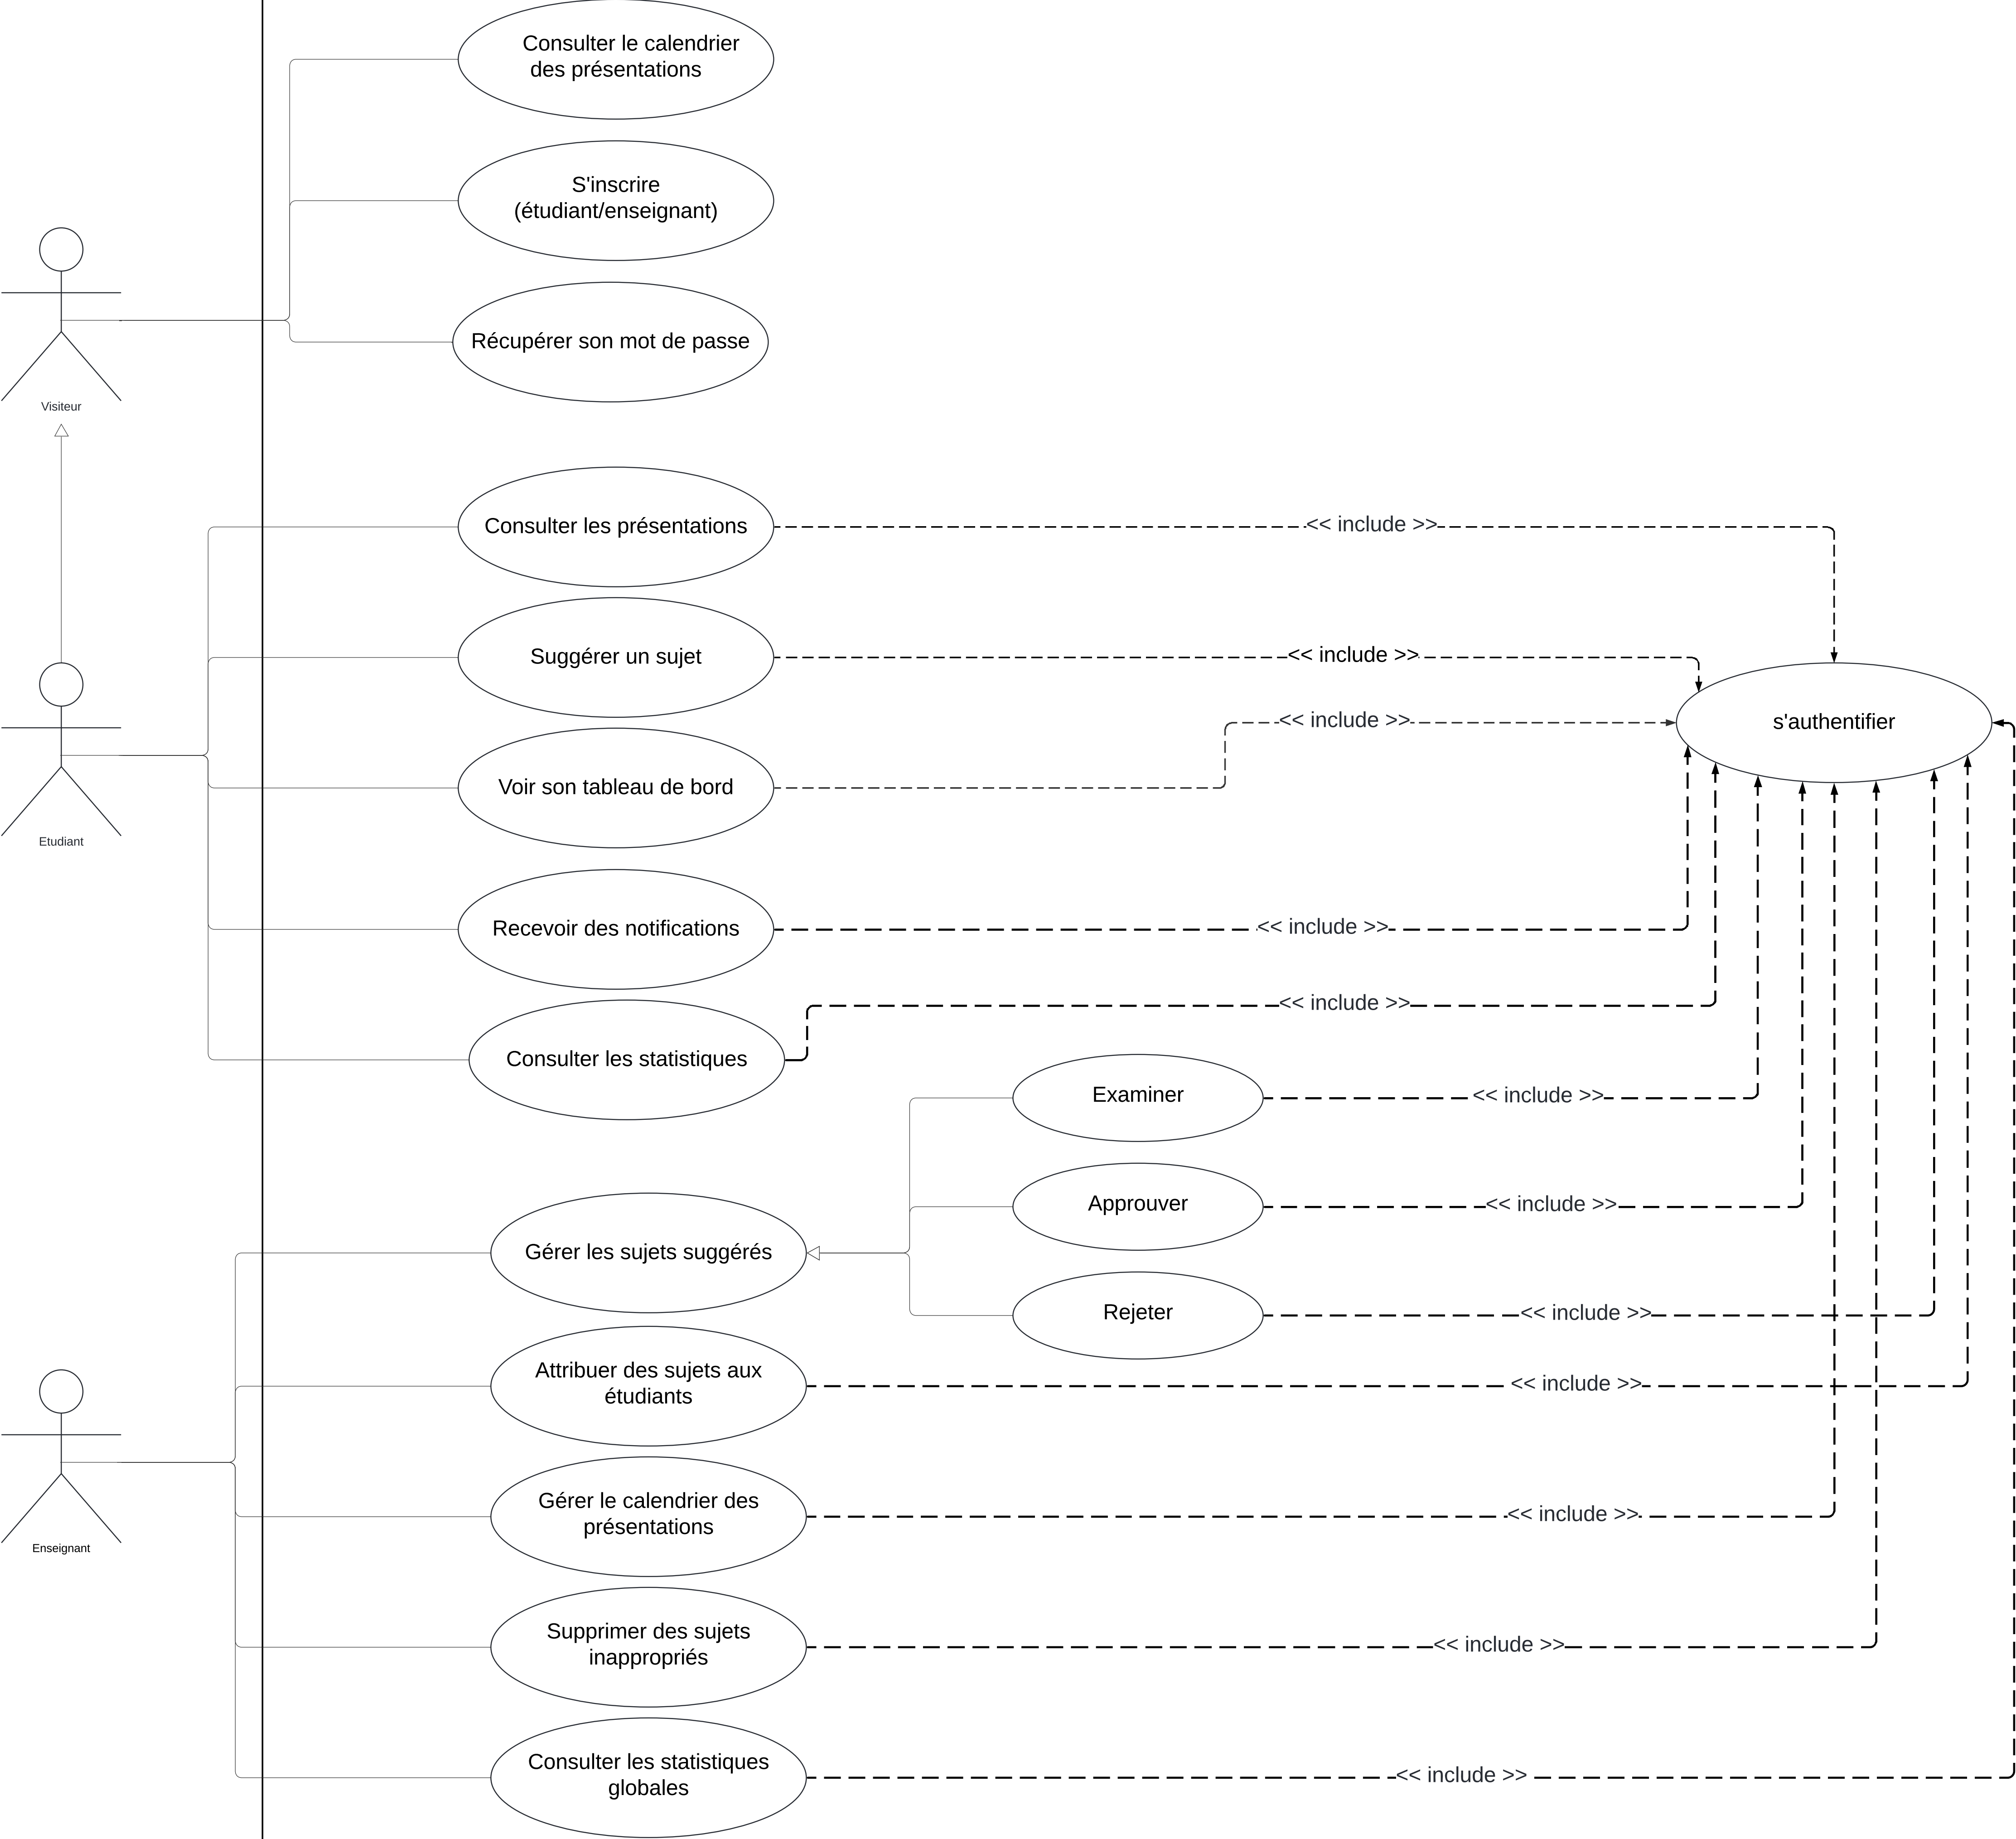 Consulter le calendrier
des présentations
S'inscrire
(étudiant/enseignant)
Récupérer son mot de passe
Visiteur
Consulter les présentations
<< include >>
Suggérer un sujet
<< include >>
s'authentifier
<< include >>
Voir son tableau de bord
Etudiant
Recevoir des notifications
<< include >>
<< include >>
Consulter les statistiques
Examiner
<< include >>
Approuver
<< include >>
Gérer les sujets suggérés
Rejeter
<< include >>
Attribuer des sujets aux
étudiants
<< include >>
Gérer le calendrier des
présentations
<< include >>
Enseignant
Supprimer des sujets
inappropriés
<< include >>
Consulter les statistiques
globales
<< include >>